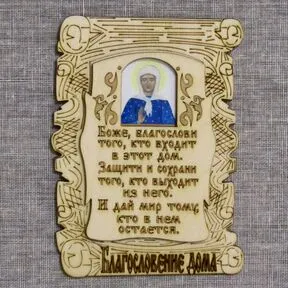 Боже, благослови
того, кто входит
в этот дом.
Защити и сохрани
того, кто выходит
из него.
И дай мир тому,
кто в нем
остается.
Благословение дома